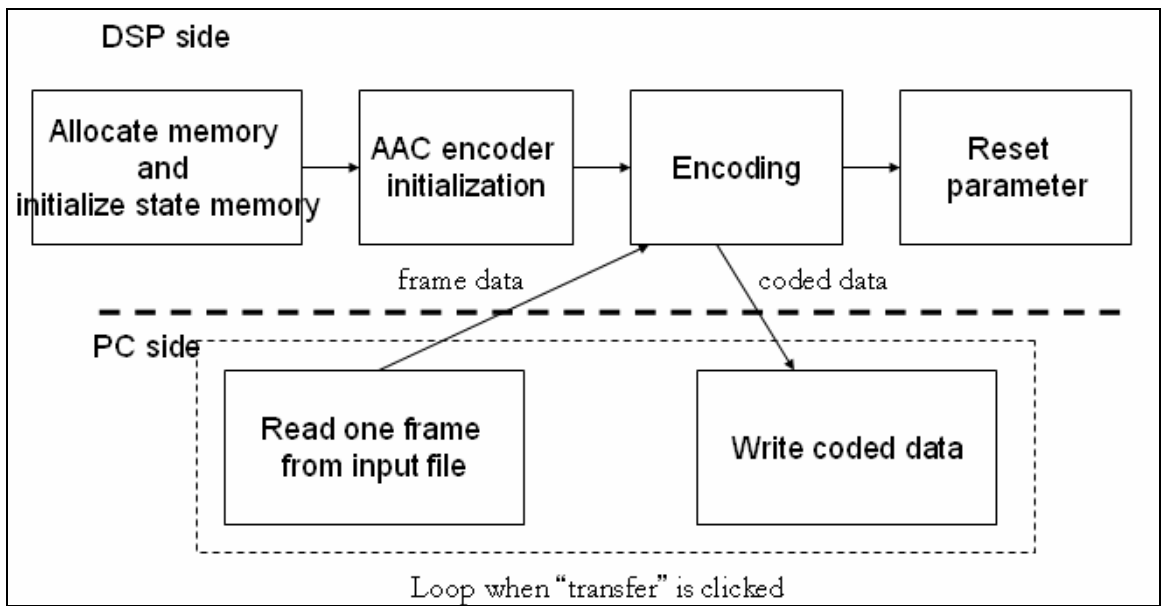 DSP side
Allocate memory
and
initialize state memory
AAC encoder
initialization
Encoding
Reset
parameter
frame data
coded data
PC side
Read one frame
from input file
Write coded data
Loop when “transfer” is clicked